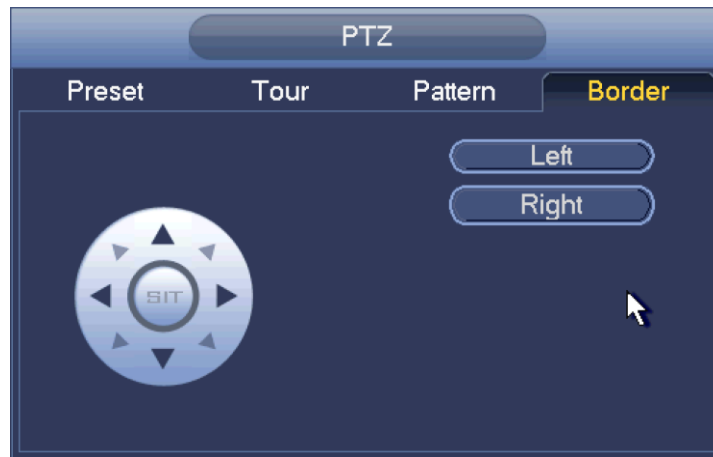 PTZ
Preset Tour Pattern Border
Left
Right
SIT